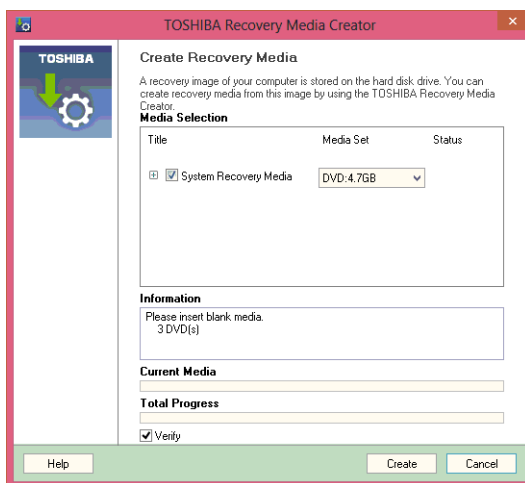 TOSHIBA Recovery Media Creator
TOSHIBA
Create Recovery Media
A recovery image of your computer is stored on the hard disk drive. You can
create recovery media from this image by using the TOSHIBA Recovery Media
Creator.
Media Selection
Title Media Set Status
System Recovery Media DVD:4.7GB
Information
Please insert blank media.
3 DVD(s)
Current Media
Total Progress
Verify
Help Create Cancel